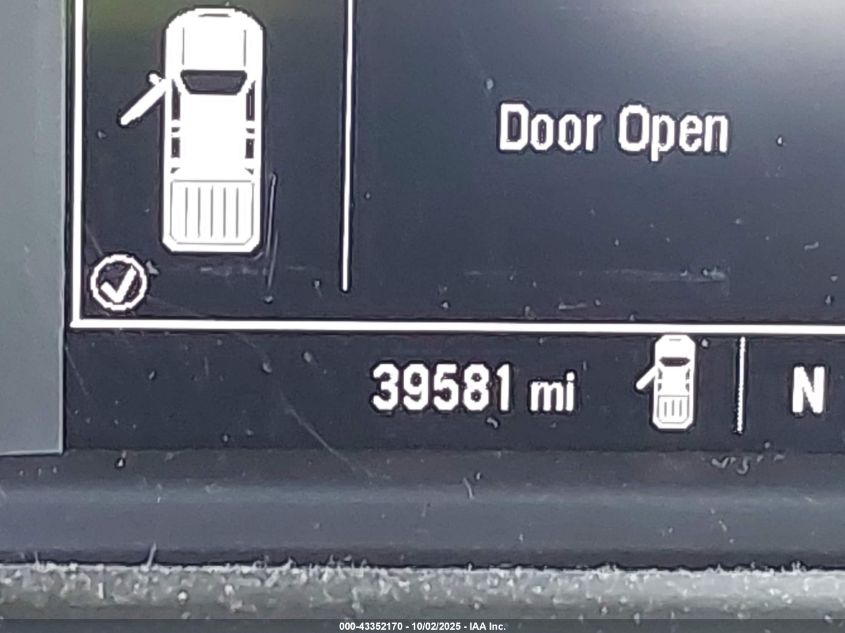 Door Open
39581 mi
N
000-43352170 - 10/02/2025 - IAA Inc.